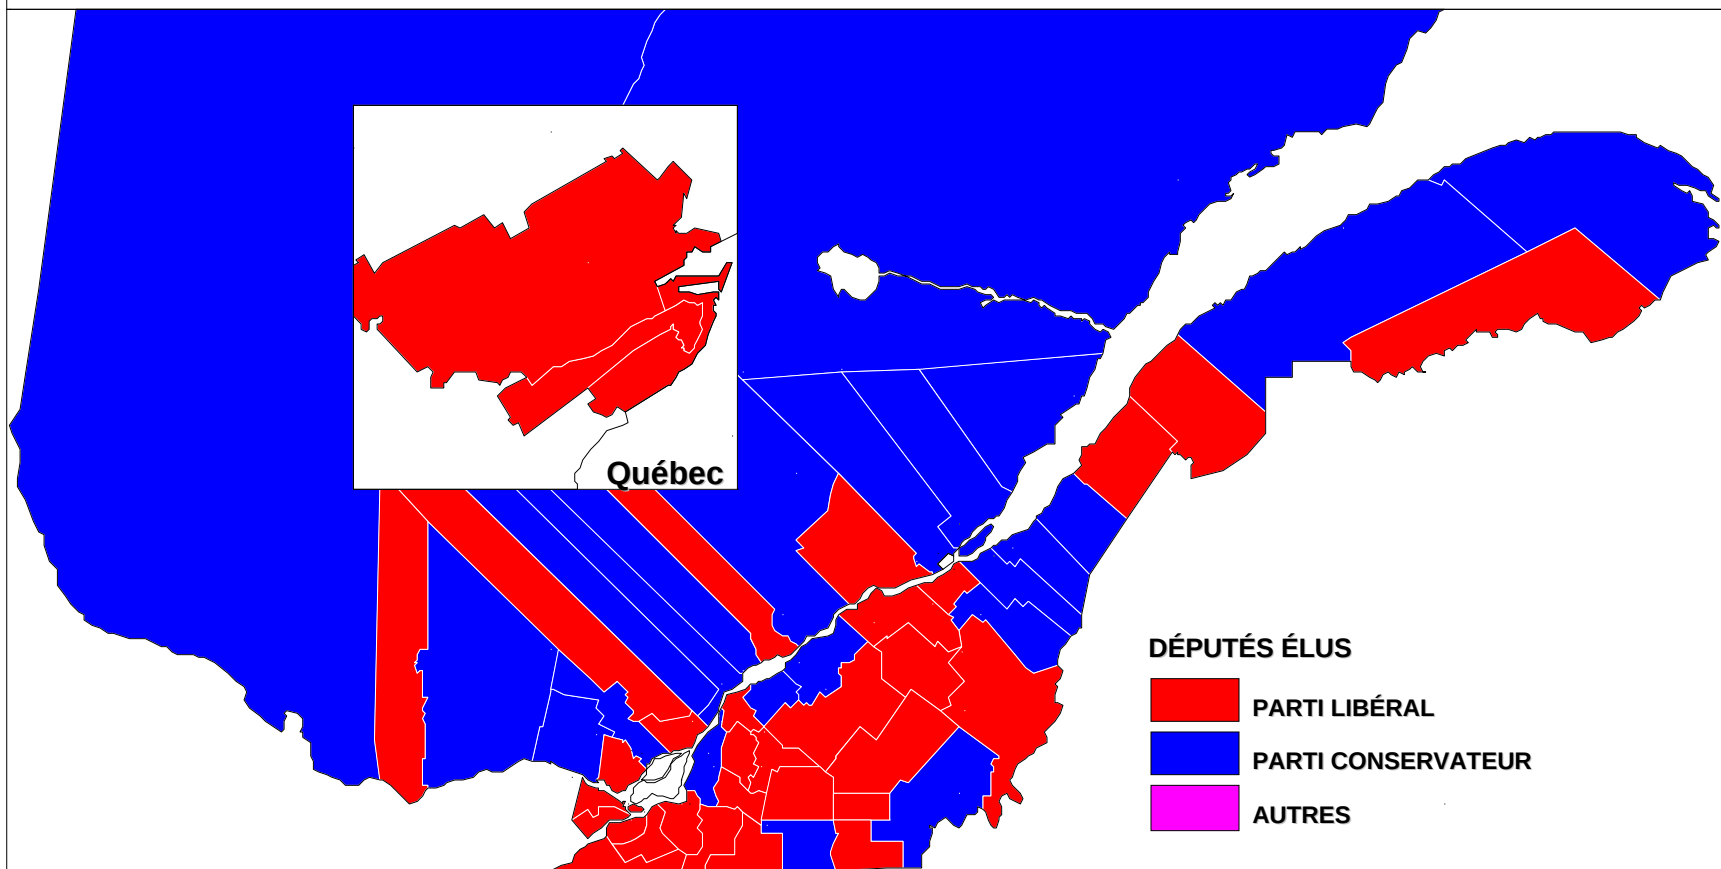 Québec
DÉPUTÉS ÉLUS
PARTI LIBÉRAL
PARTI CONSERVATEUR
AUTRES